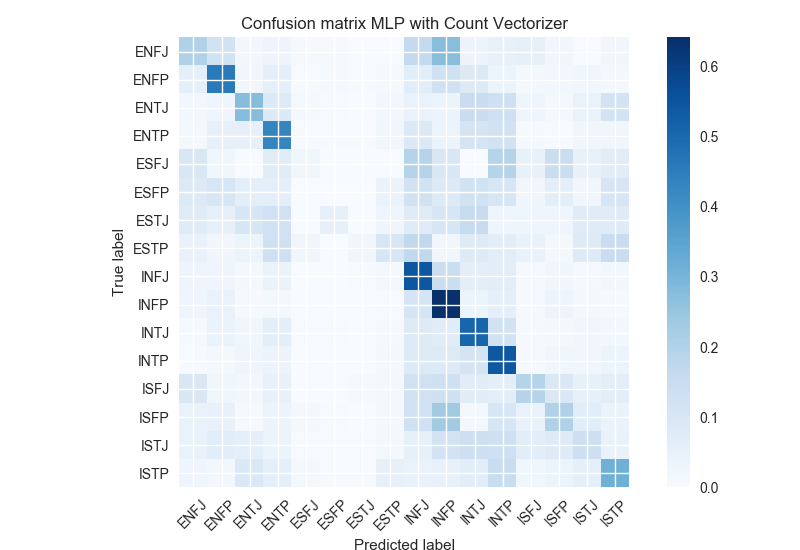 Confusion matrix MLP with Count Vectorizer
True label
ENFJ
ENFP
ENTJ
ENTP
ESFJ
ESFP
ESTJ
ESTP
INFJ
INFP
INTJ
INTP
ISFJ
ISFP
ISTJ
ISTP
0.6
0.5
0.4
0.3
0.2
0.1
0.0
ENFJ ENFP ENTJ ENTP ESFJ ESFP ESTJ ESTP INFJ INFP INTJ INTP ISFJ ISFP ISTJ ISTP
Predicted label